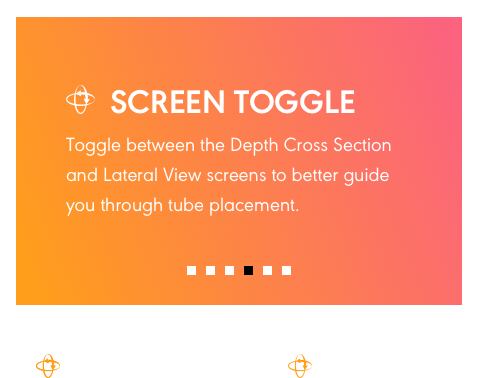 SCREEN TOGGLE
Toggle between the Depth Cross Section
and Lateral View screens to better guide
you through tube placement.